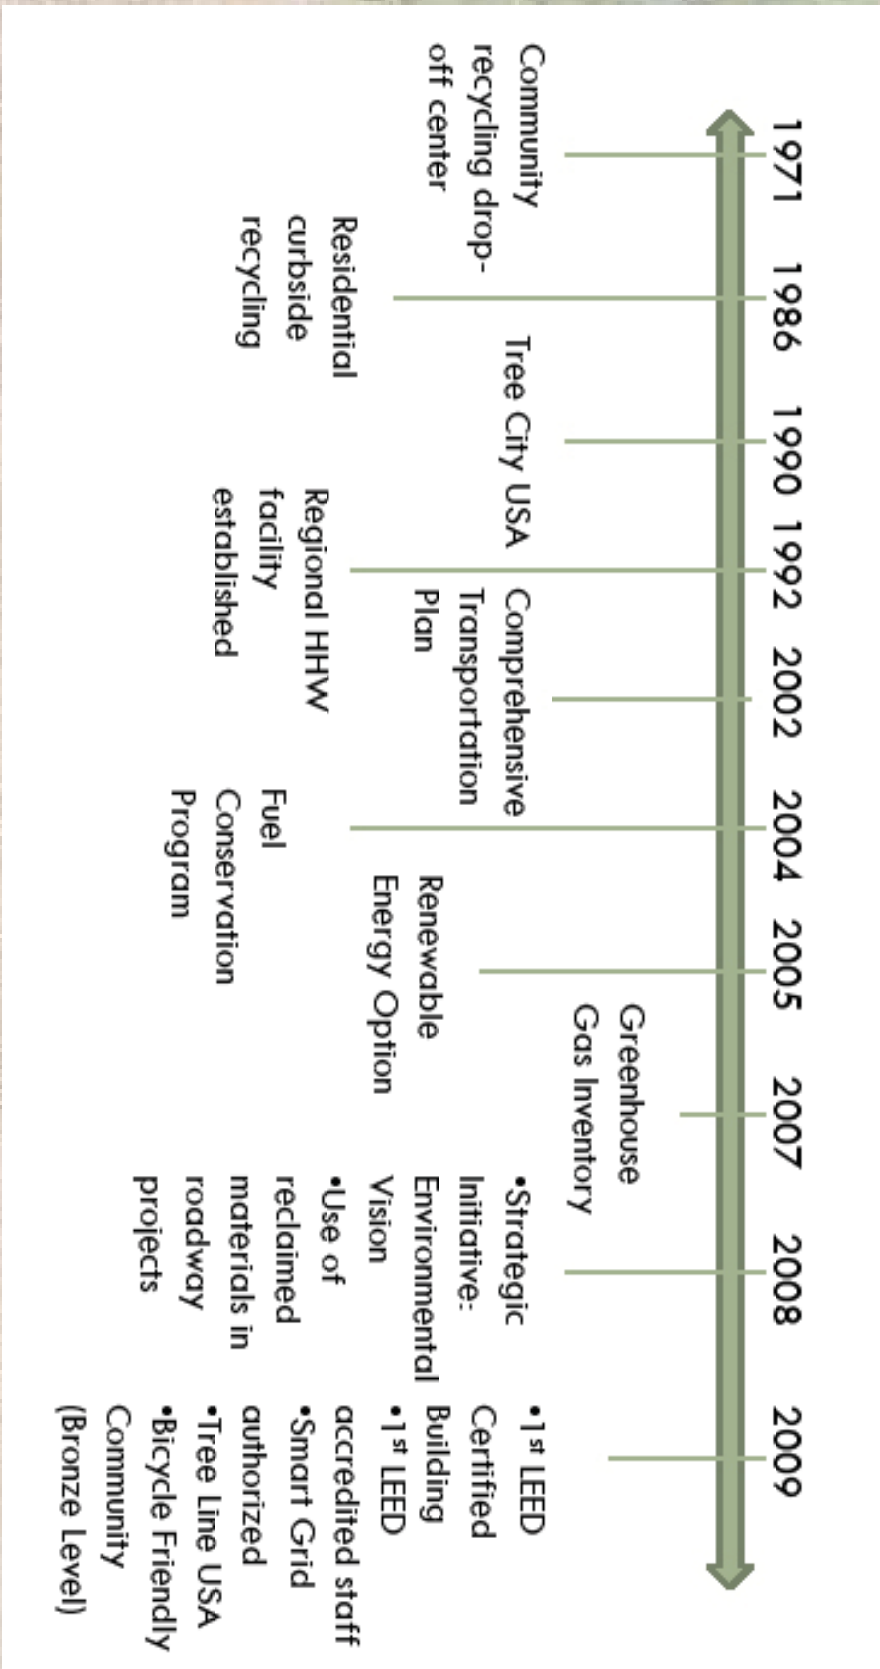 1971 1986 1990 1992 2002 2004 2005 2007 2008 2009
Community
recycling drop-
off center
Residential
curbside
recycling
Tree City USA
Regional HHW
facility
established
Comprehensive
Transportation
Plan
Fuel
Conservation
Program
Renewable
Energy Option
Greenhouse
Gas Inventory
•Strategic
Initiative:
Environmental
Vision
•Use of
reclaimed
materials in
roadway
projects
•1st LEED
Certified
Building
•1st LEED
accredited staff
•Smart Grid
authorized
•Tree Line USA
•Bicycle Friendly
Community
(Bronze Level)